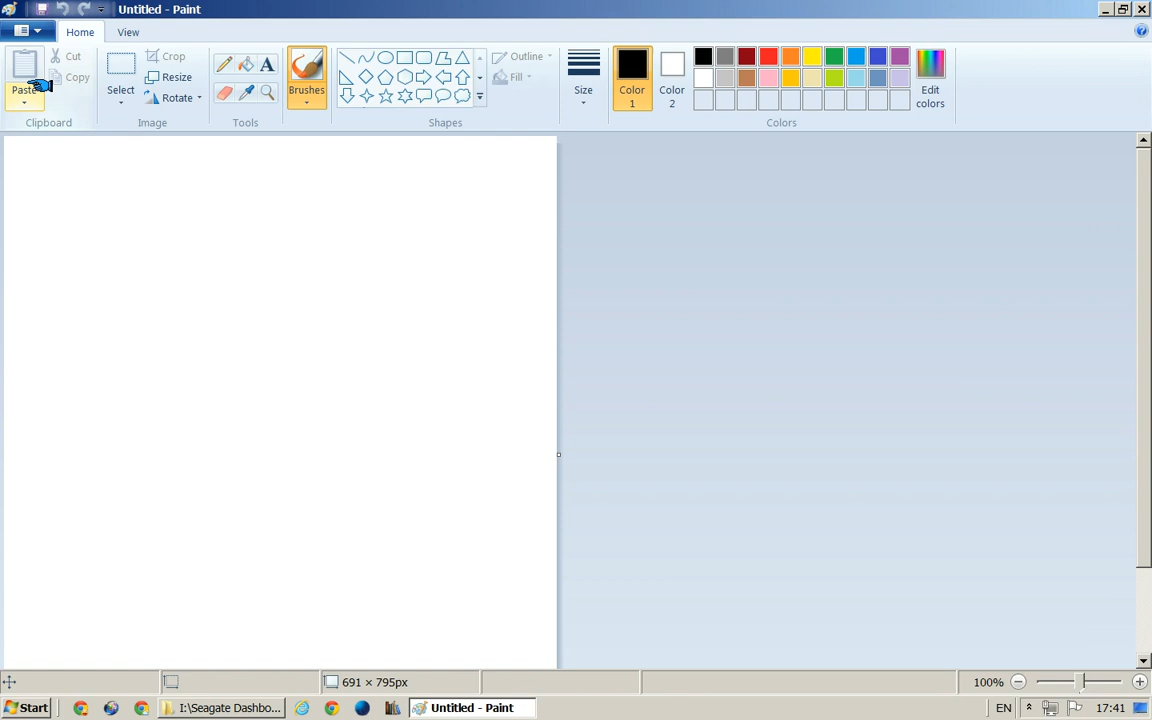 Untitled - Paint
Home
View
Paste
Cut
Copy
Clipboard
Select
Crop
Resize
Rotate
Image
A
Tools
Brushes
Shapes
Outline
Fill
Size
Color
1
Color
2
Edit
colors
Colors
691 × 795px
100%
Start
I:\Seagate Dashbo...
Untitled - Paint
EN
17:41